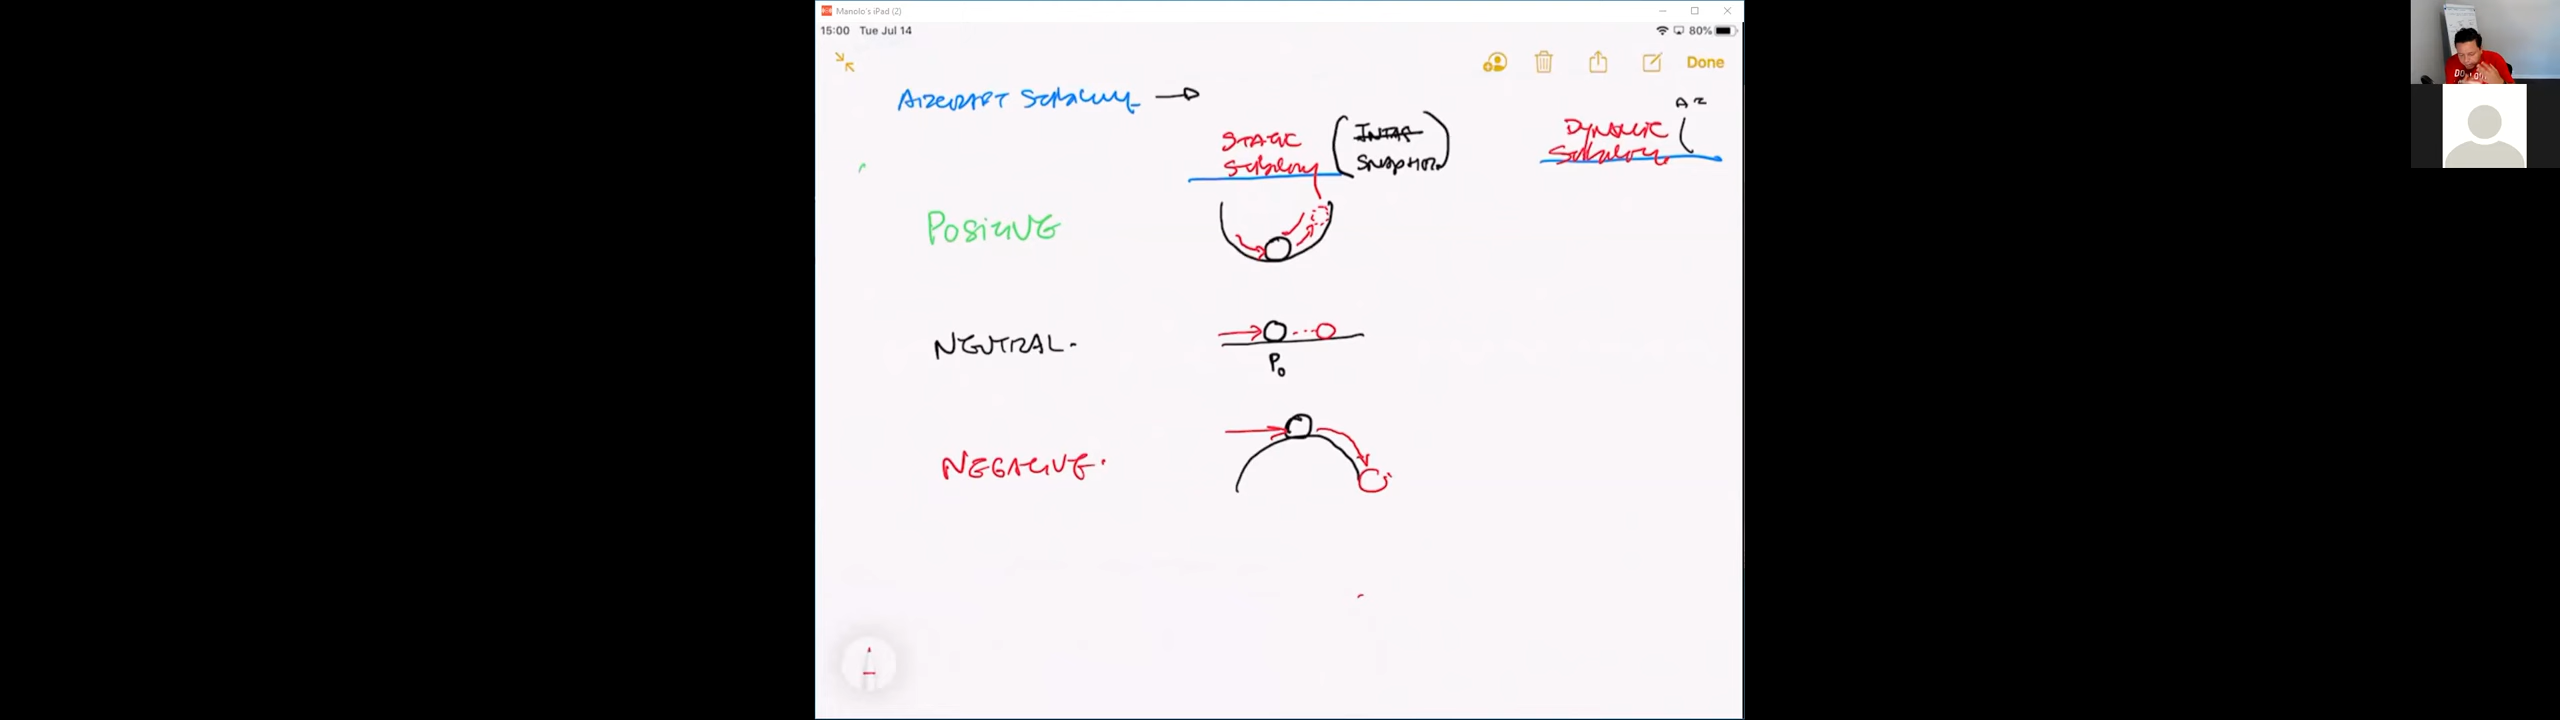 Manolo's iPad (2)
15:00 Tue Jul 14
80%
Done
AIRCRAFT Stability
STATIC
Stability
SNAPSHOT
DYNAMIC
Stability
POSITIVE
NEUTRAL.
P0
NEGATIVE.